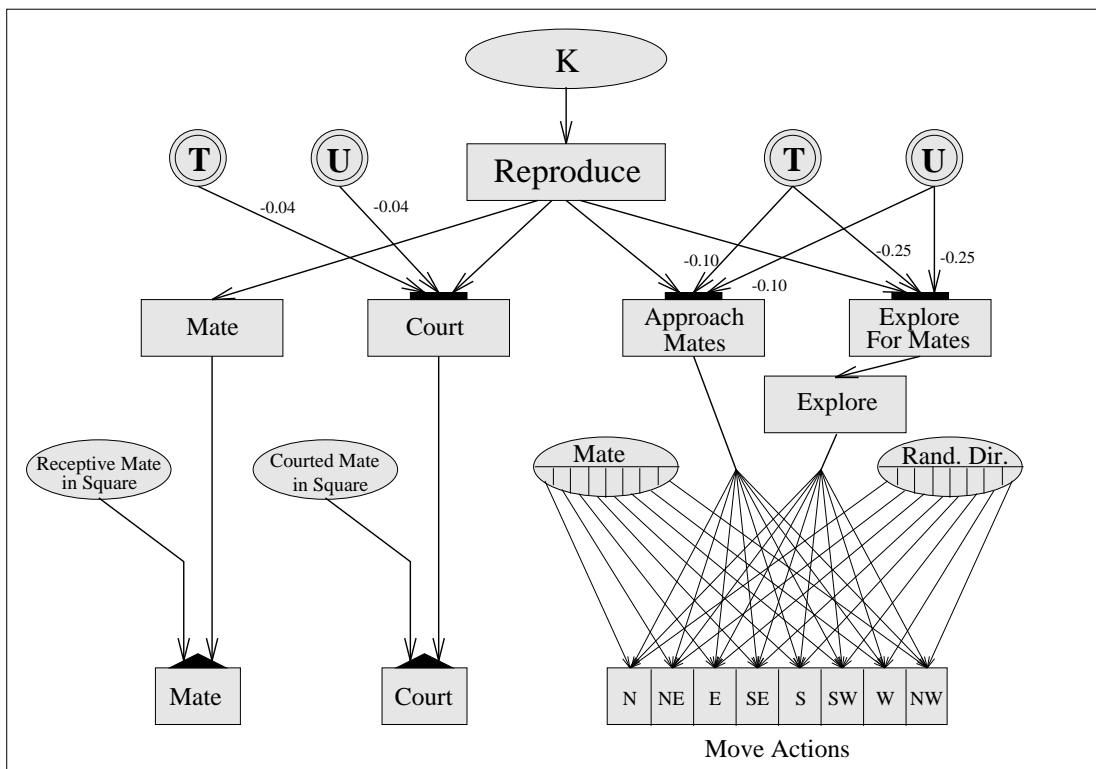 K
T
U
Reproduce
T
U
-0.04
-0.04
-0.10
-0.25
-0.25
-0.10
Mate
Court
Approach
Mates
Explore
For Mates
Explore
Receptive Mate
in Square
Courted Mate
in Square
Mate
Rand. Dir.
Mate
Court
N
NE
E
SE
S
SW
W
NW
Move Actions